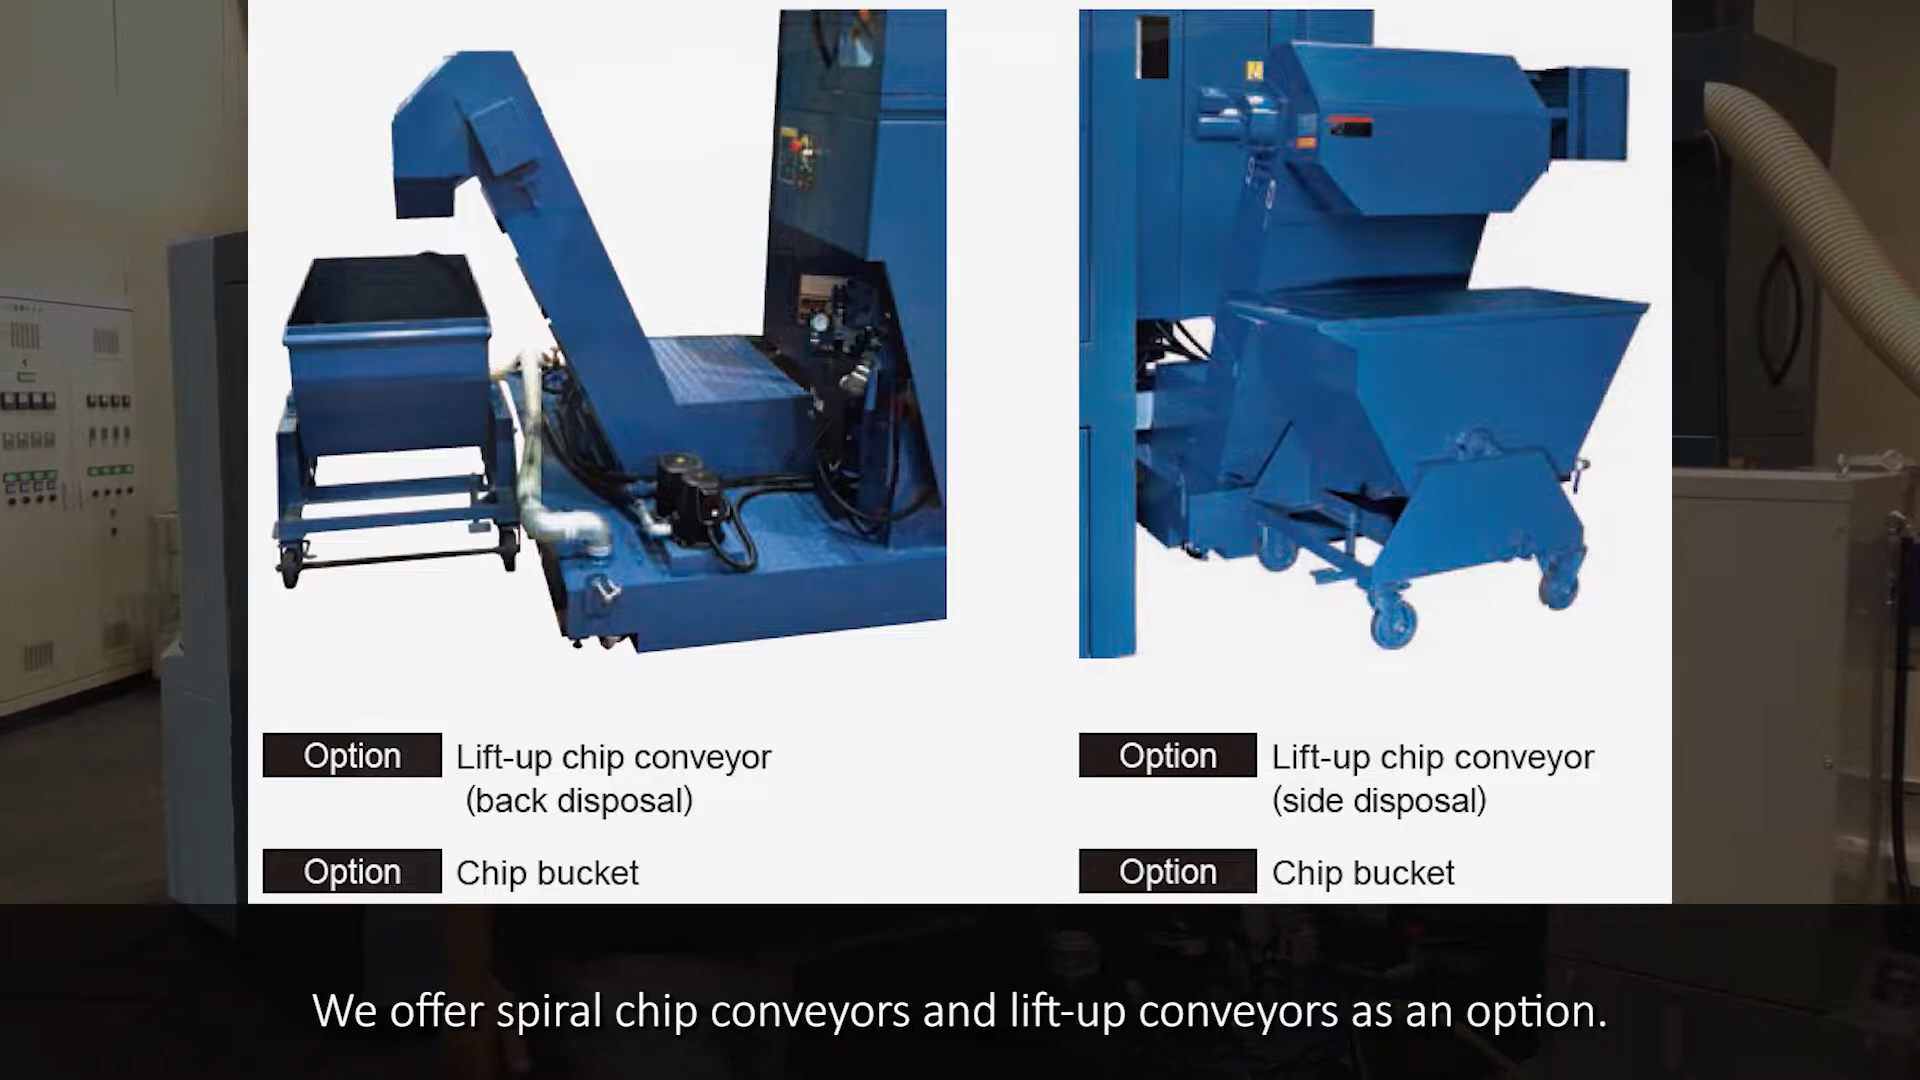 Option Lift-up chip conveyor
(back disposal)
Option Chip bucket
Option Lift-up chip conveyor
(side disposal)
Option Chip bucket
We offer spiral chip conveyors and lift-up conveyors as an option.